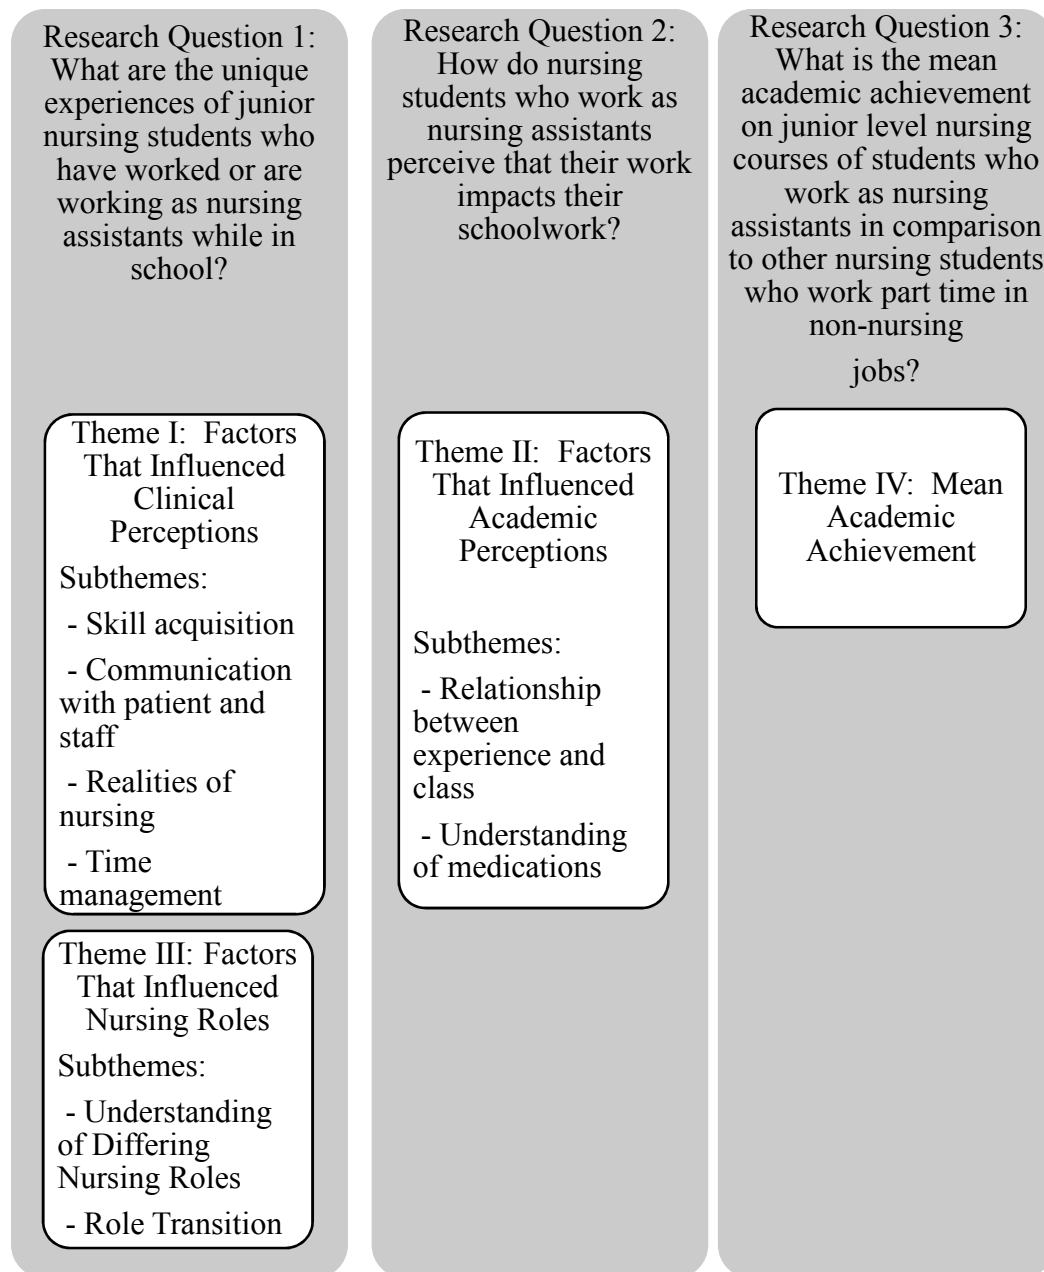 Research Question 1:
What are the unique
experiences of junior
nursing students who
have worked or are
working as nursing
assistants while in
school?
Theme I:  Factors
That Influenced
Clinical
Perceptions
Subthemes:
- Skill acquisition
- Communication
with patient and
staff
- Realities of
nursing
- Time
management
Theme III: Factors
That Influenced
Nursing Roles
Subthemes:
- Understanding
of Differing
Nursing Roles
- Role Transition
Research Question 2:
How do nursing
students who work as
nursing assistants
perceive that their work
impacts their
schoolwork?
Theme II:  Factors
That Influenced
Academic
Perceptions
Subthemes:
- Relationship
between
experience and
class
- Understanding
of medications
Research Question 3:
What is the mean
academic achievement
on junior level nursing
courses of students who
work as nursing
assistants in comparison
to other nursing students
who work part time in
non-nursing
jobs?
Theme IV:  Mean
Academic
Achievement